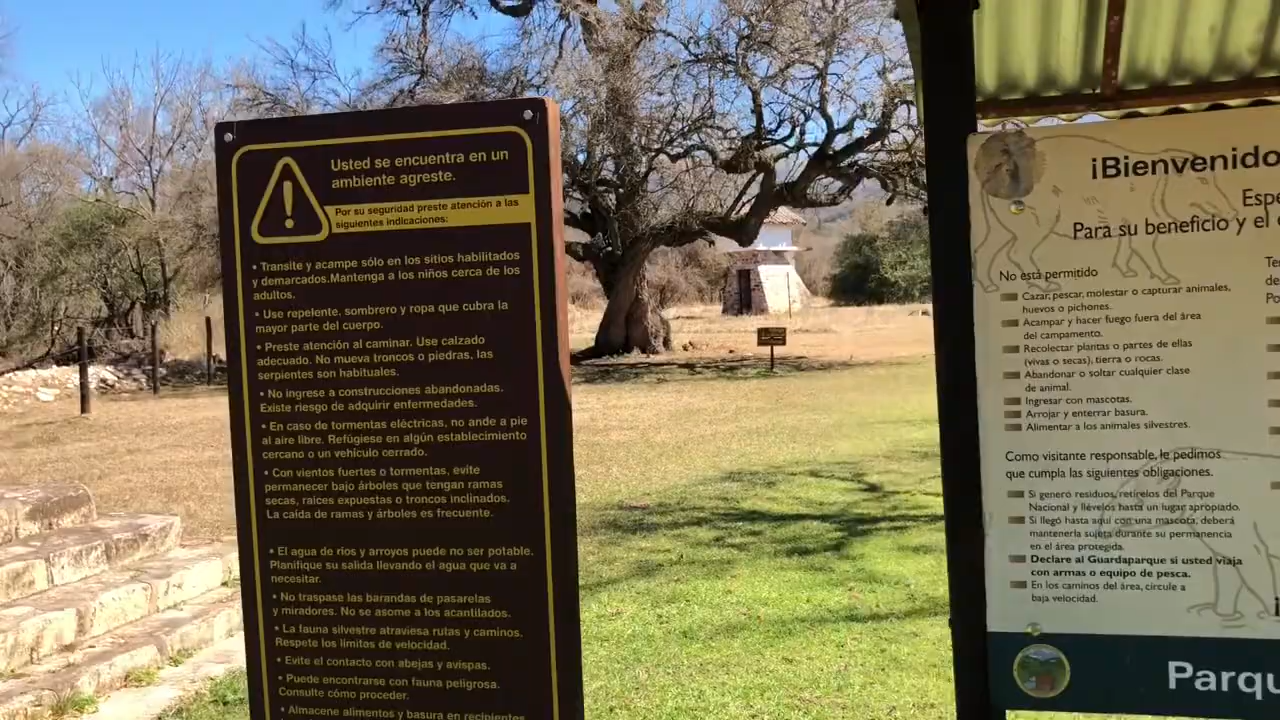 Usted se encuentra en un
ambiente agreste.
Por su seguridad preste atención a las
siguientes indicaciones:
• Transite y acampe sólo en los sitios habilitados
y demarcados.Mantenga a los niños cerca de los
adultos.
• Use repelente, sombrero y ropa que cubra la
mayor parte del cuerpo.
• Preste atención al caminar. Use calzado
adecuado. No mueva troncos o piedras, las
serpientes son habituales.
• No ingrese a construcciones abandonadas.
Existe riesgo de adquirir enfermedades.
• En caso de tormentas eléctricas, no ande a pie
al aire libre. Refúgiese en algún establecimiento
cercano o un vehículo cerrado.
• Con vientos fuertes o tormentas, evite
permanecer bajo árboles que tengan ramas
secas, raíces expuestas o troncos inclinados.
La caída de ramas y árboles es frecuente.
• El agua de ríos y arroyos puede no ser potable.
Planifique su salida llevando el agua que va a
necesitar.
• No traspase las barandas de pasarelas
y miradores. No se asome a los acantilados.
• La fauna silvestre atraviesa rutas y caminos.
Respete los límites de velocidad.
• Evite el contacto con abejas y avispas.
• Puede encontrarse con fauna peligrosa.
Consulte cómo proceder.
• Almacene alimentos y basura en recipientes
¡Bienvenido
Espe
Para su beneficio y el
No está permitido
Cazar, pescar, molestar o capturar animales,
huevos o pichones.
Acampar y hacer fuego fuera del área
del campamento.
Recolectar plantas o partes de ellas
(vivas o secas), tierra o rocas.
Abandonar o soltar cualquier clase
de animal.
Ingresar con mascotas.
Arrojar y enterrar basura.
Alimentar a los animales silvestres.
Como visitante responsable, le pedimos
que cumpla las siguientes obligaciones.
Si generó residuos, retírelos del Parque
Nacional y llévelos hasta un lugar apropiado.
Si llegó hasta aquí con una mascota, deberá
mantenerla sujeta durante su permanencia
en el área protegida.
Declare al Guardaparque si usted viaja
con armas o equipo de pesca.
En los caminos del área, circule a
baja velocidad.
Te
de
Po
Parqu